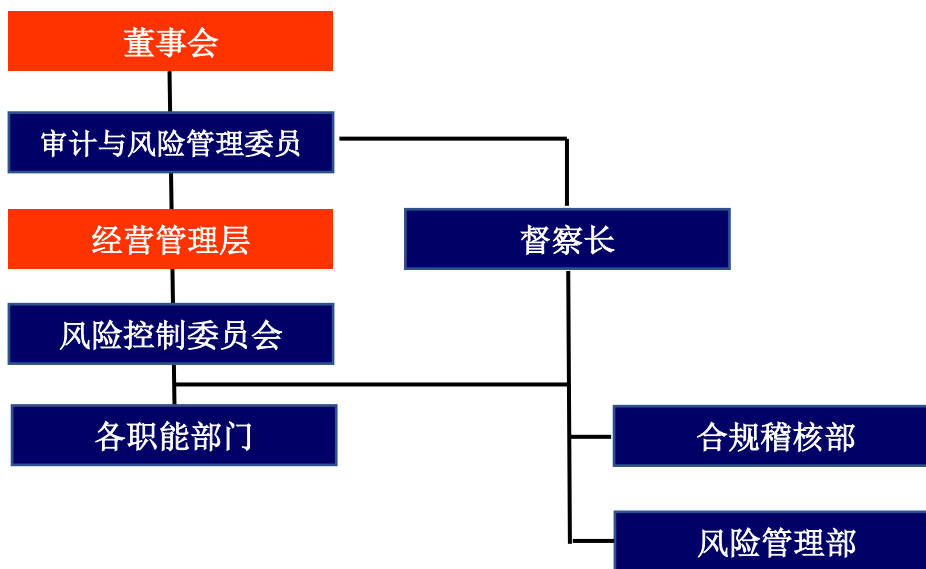 董事会
审计与风险管理委员
经营管理层
督察长
风险控制委员会
各职能部门
合规稽核部
风险管理部